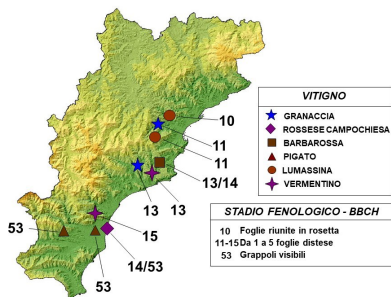 10
11
11
13/14
13
13
15
53
14/53
53
VITIGNO
GRANACCIA
ROSSESE CAMPOCHIESA
BARBAROSSA
PIGATO
LUMASSINA
VERMENTINO
STADIO FENOLOGICO - BBCH
10 Foglie riunite in rosetta
11-15 Da 1 a 5 foglie distese
53 Grappoli visibili